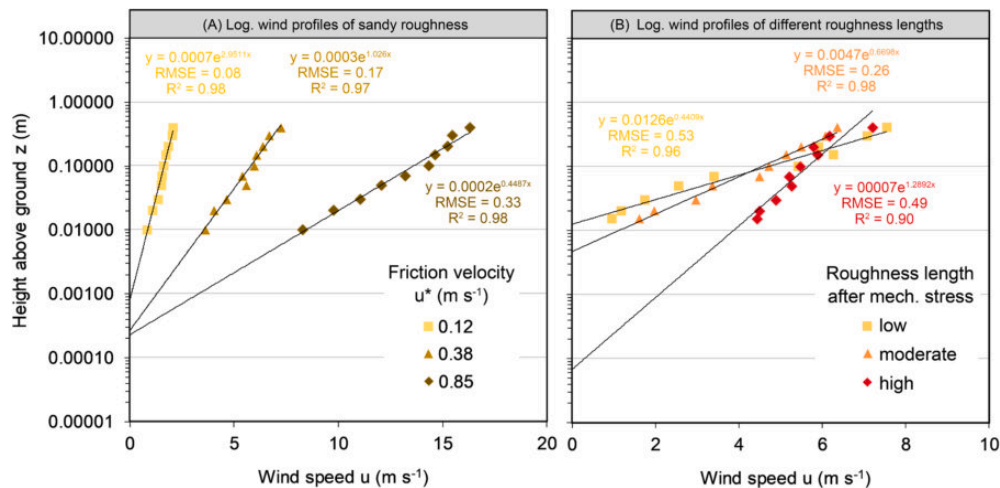 (A) Log. wind profiles of sandy roughness
10.00000
1.00000
0.10000
0.01000
0.00100
0.00010
0.00001
Height above ground z (m)
y = 0.0007e^2.9511x
RMSE = 0.08
R² = 0.98
y = 0.0003e^1.026x
RMSE = 0.17
R² = 0.97
y = 0.0002e^0.4487x
RMSE = 0.33
R² = 0.98
Friction velocity
u* (m s⁻¹)
0.12
0.38
0.85
0 5 10 15 20
Wind speed u (m s⁻¹)
(B) Log. wind profiles of different roughness lengths
y = 0.0047e^0.6698x
RMSE = 0.26
R² = 0.98
y = 0.0126e^0.4409x
RMSE = 0.53
R² = 0.96
y = 00007e^1.2892x
RMSE = 0.49
R² = 0.90
Roughness length
after mech. stress
low
moderate
high
0 2 4 6 8 10
Wind speed u (m s⁻¹)